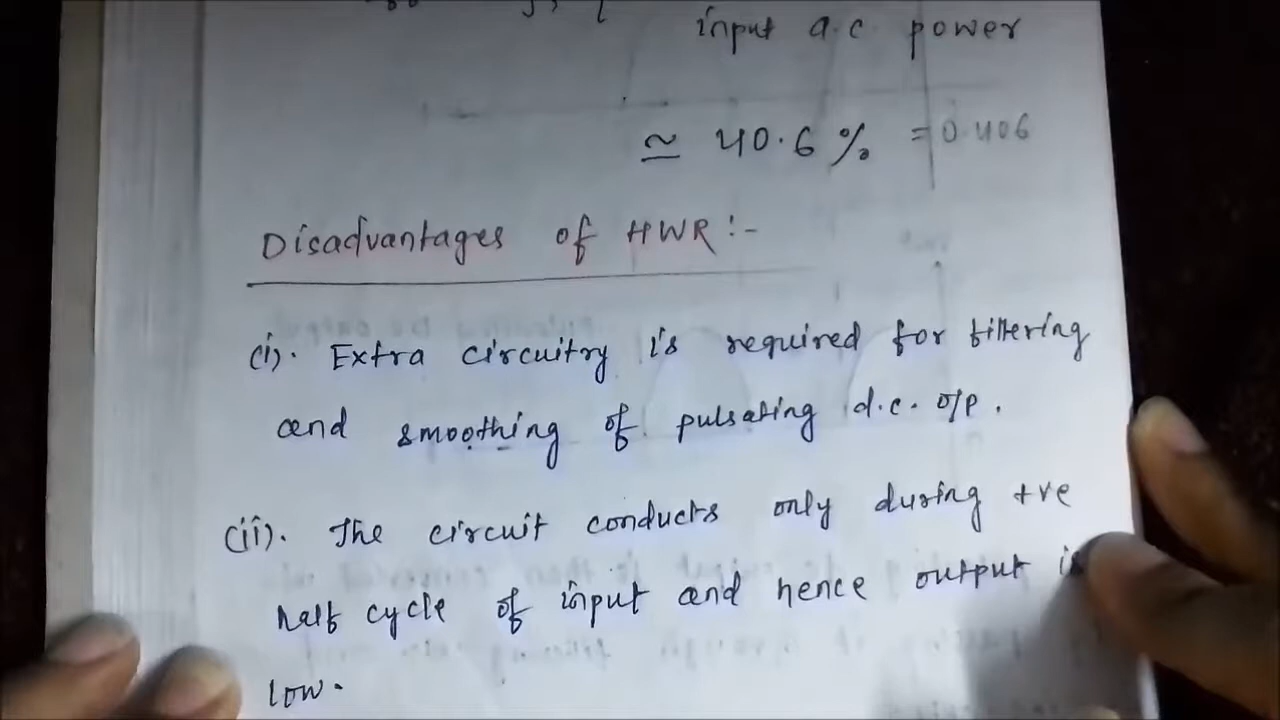 input a.c. power
≃ 40.6 % = 0.406
Disadvantages of HWR :-
(i). Extra circuitry is required for filtering
and smoothing of pulsating d.c. o/p.
(ii). The circuit conducts only during +ve
half cycle of input and hence output is
low.